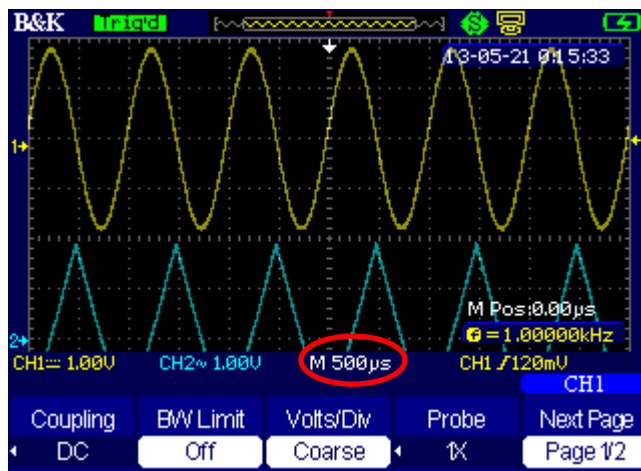 B&K Trig'd
13-05-21 0:15:33
1
M Pos:0.00µs
f = 1.00000kHz
2
CH1 1.00V CH2~ 1.00V M 500µs CH1 120mV
CH1
Coupling BW Limit Volts/Div Probe Next Page
DC Off Coarse 1X Page 1/2